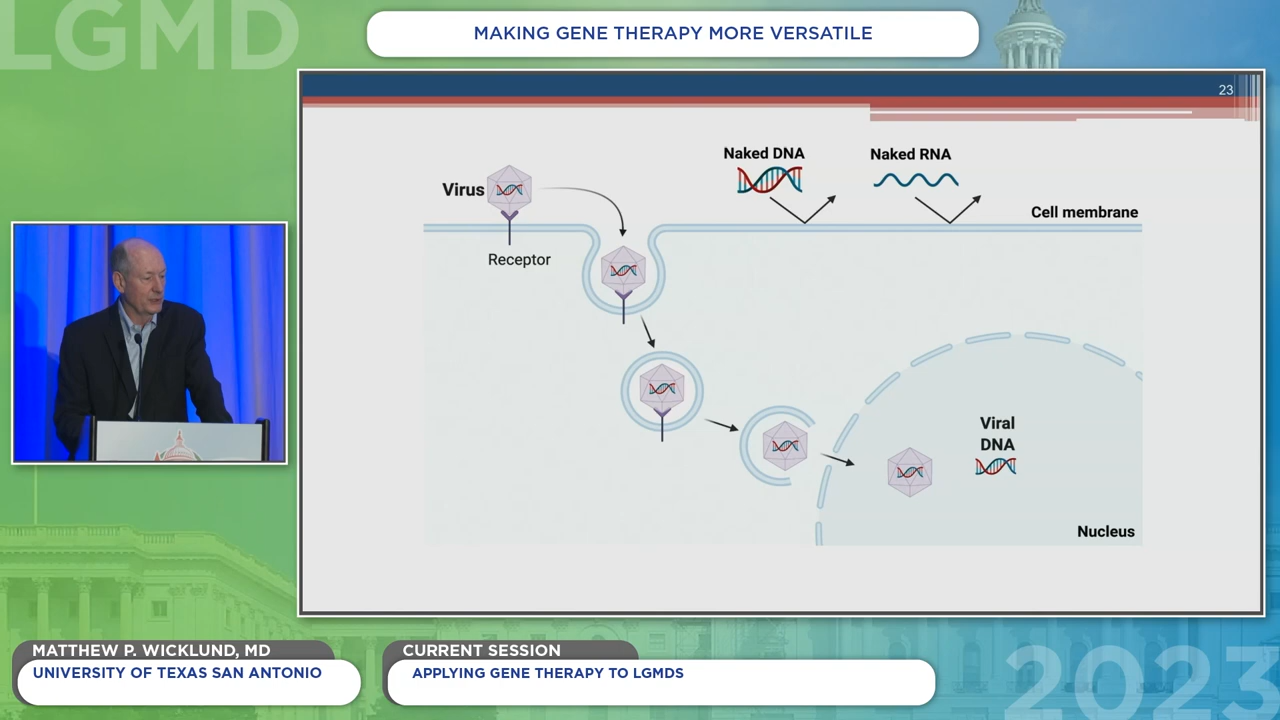 LGMD
MAKING GENE THERAPY MORE VERSATILE
23
Naked DNA
Naked RNA
Virus
Cell membrane
Receptor
Viral
DNA
Nucleus
MATTHEW P. WICKLUND, MD
UNIVERSITY OF TEXAS SAN ANTONIO
CURRENT SESSION
APPLYING GENE THERAPY TO LGMDS
2023